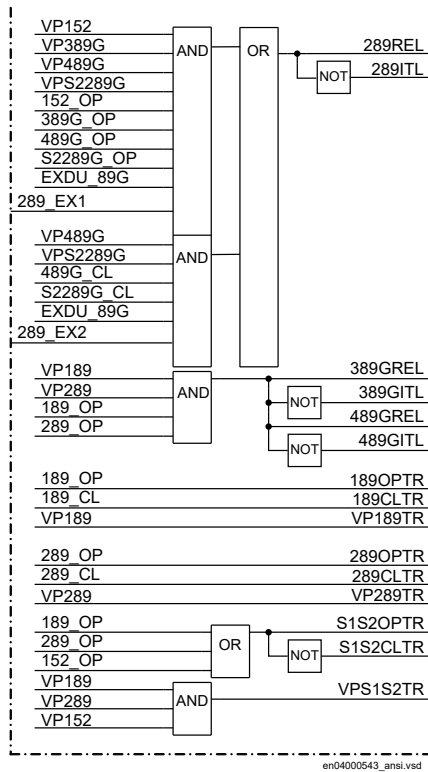 VP152
VP389G
VP489G
VPS2289G
152_OP
389G_OP
489G_OP
S2289G_OP
EXDU_89G
289_EX1
AND
OR
289REL
NOT
289ITL
VP489G
VPS2289G
489G_CL
S2289G_CL
EXDU_89G
289_EX2
AND
VP189
VP289
189_OP
289_OP
AND
389GREL
NOT
389GITL
489GREL
NOT
489GITL
189_OP 189OPTR
189_CL 189CLTR
VP189 VP189TR
289_OP 289OPTR
289_CL 289CLTR
VP289 VP289TR
189_OP
289_OP
152_OP
OR
S1S2OPTR
NOT
S1S2CLTR
VP189
VP289
VP152
AND
VPS1S2TR
en04000543_ansi.vsd